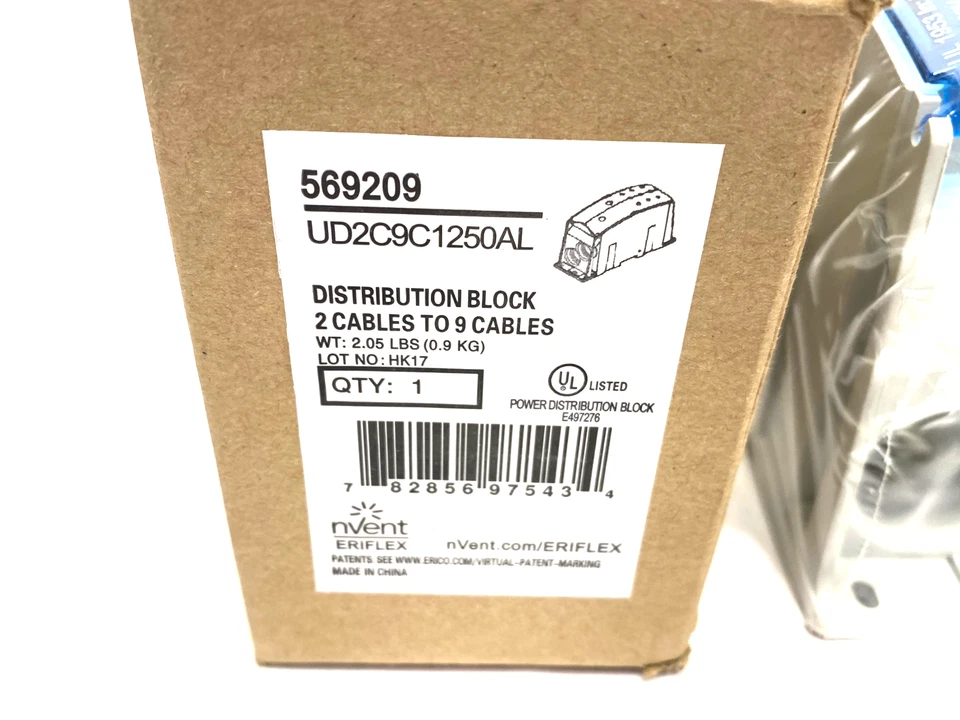 569209
UD2C9C1250AL
DISTRIBUTION BLOCK
2 CABLES TO 9 CABLES
WT: 2.05 LBS (0.9 KG)
LOT NO: HK17
QTY: 1
UL LISTED
POWER DISTRIBUTION BLOCK
E497276
7 82856 97543 4
nVent
ERIFLEX
nVent.com/ERIFLEX
PATENTS: SEE WWW.ERICO.COM/VIRTUAL-PATENT-MARKING
MADE IN CHINA